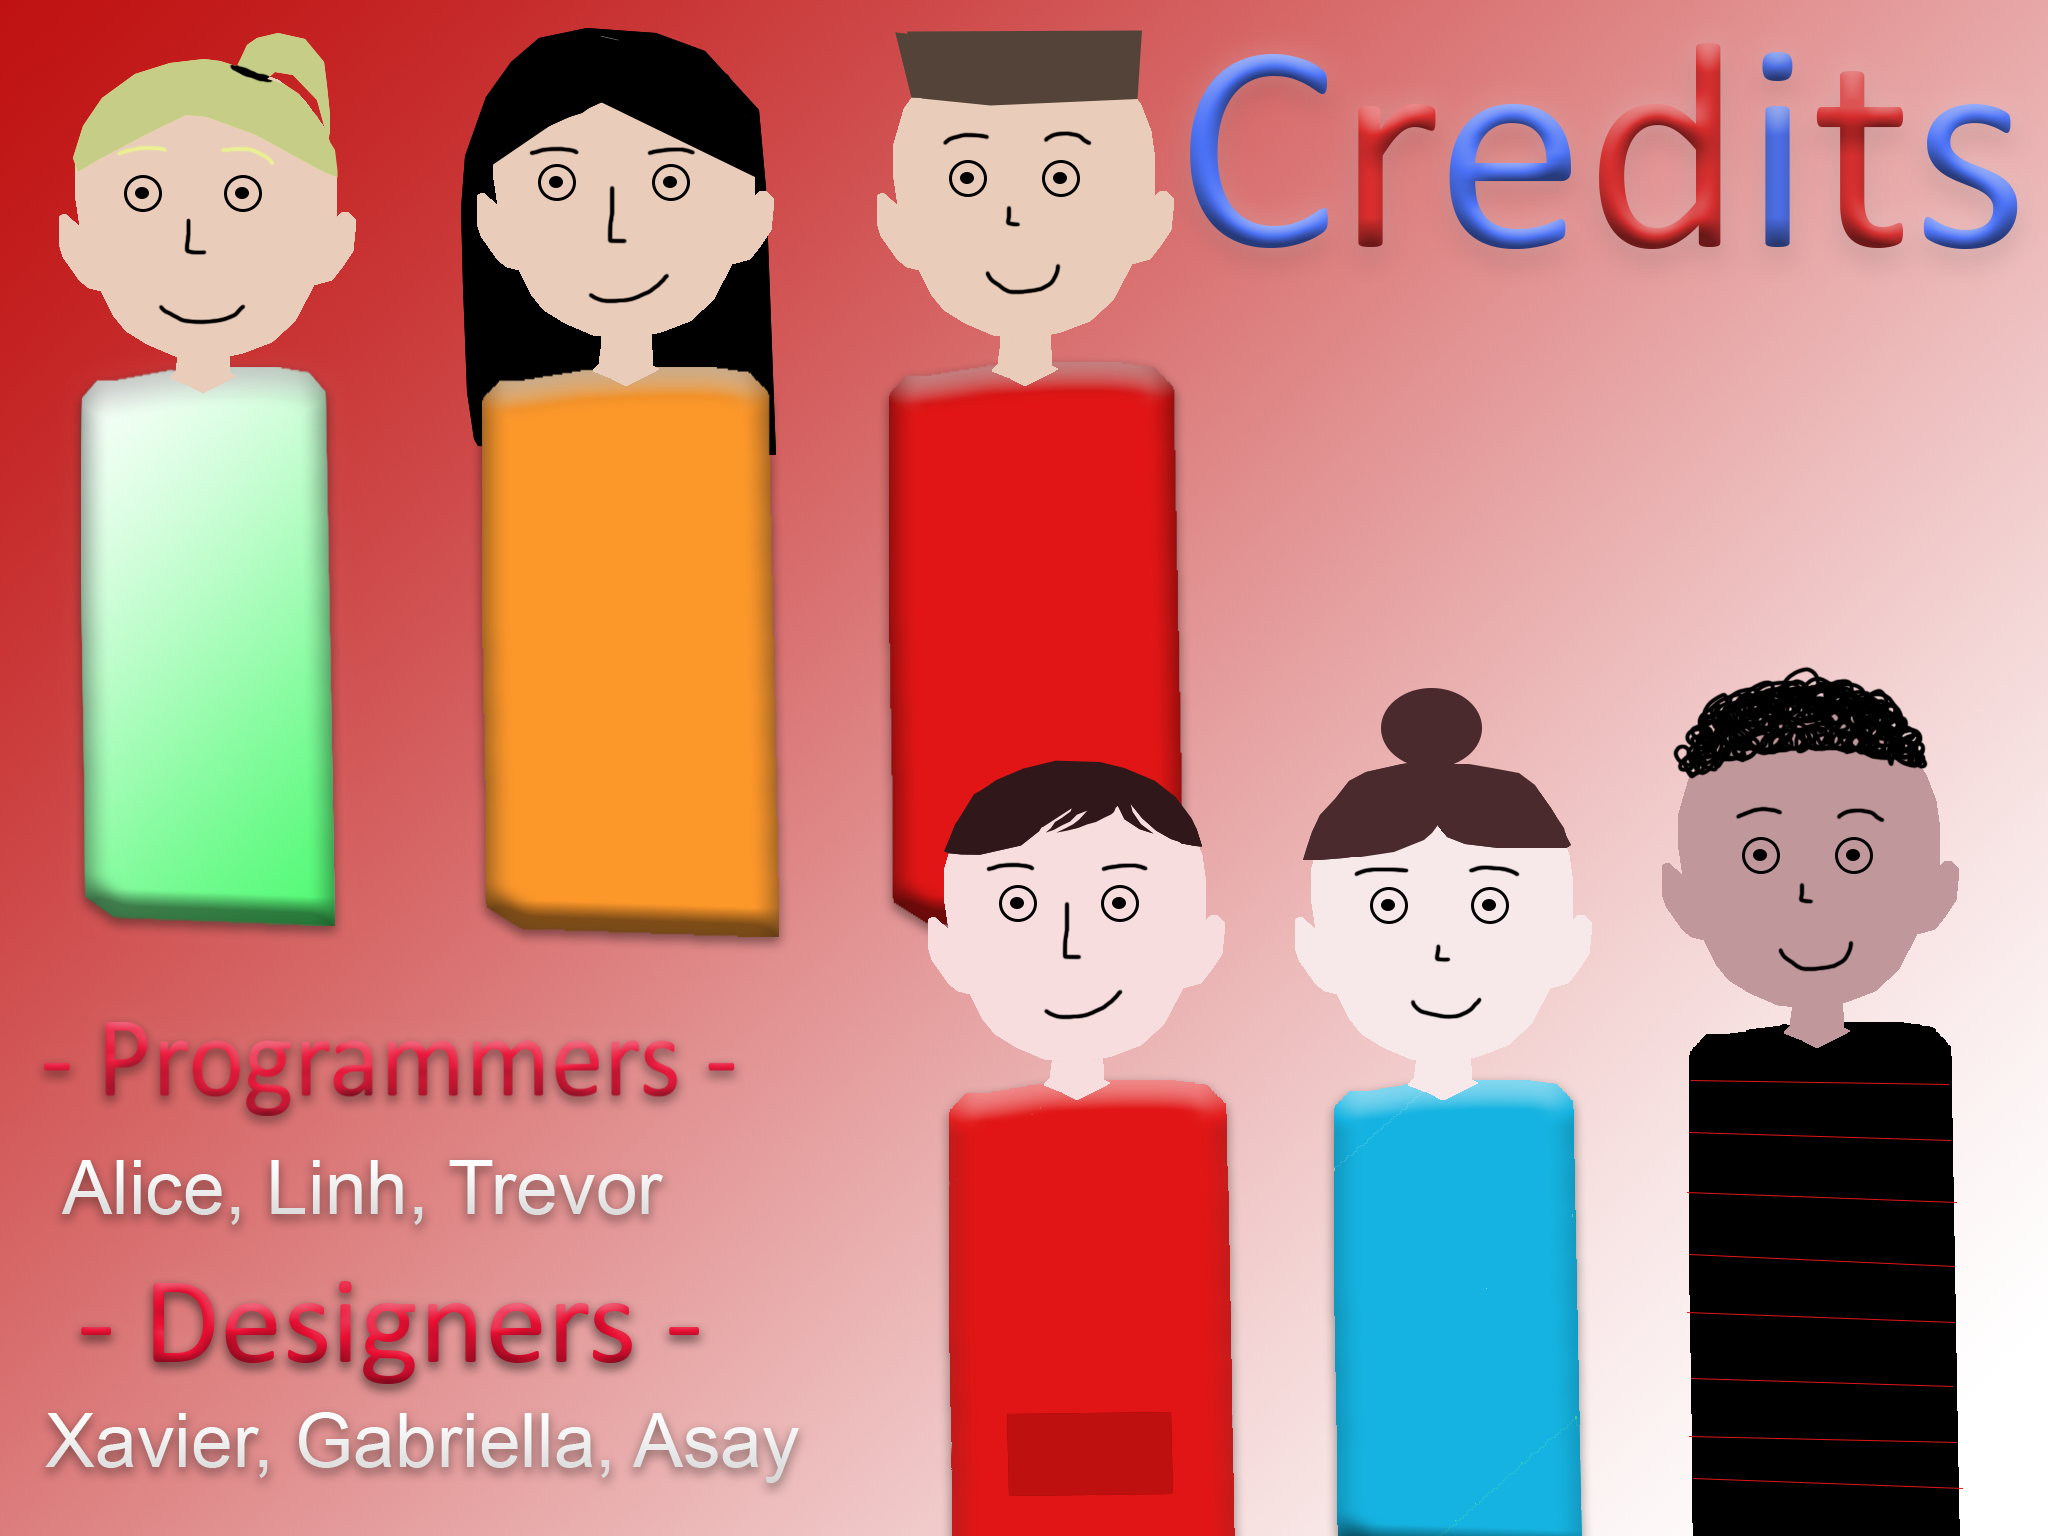 Credits
- Programmers -
Alice, Linh, Trevor
- Designers -
Xavier, Gabriella, Asay